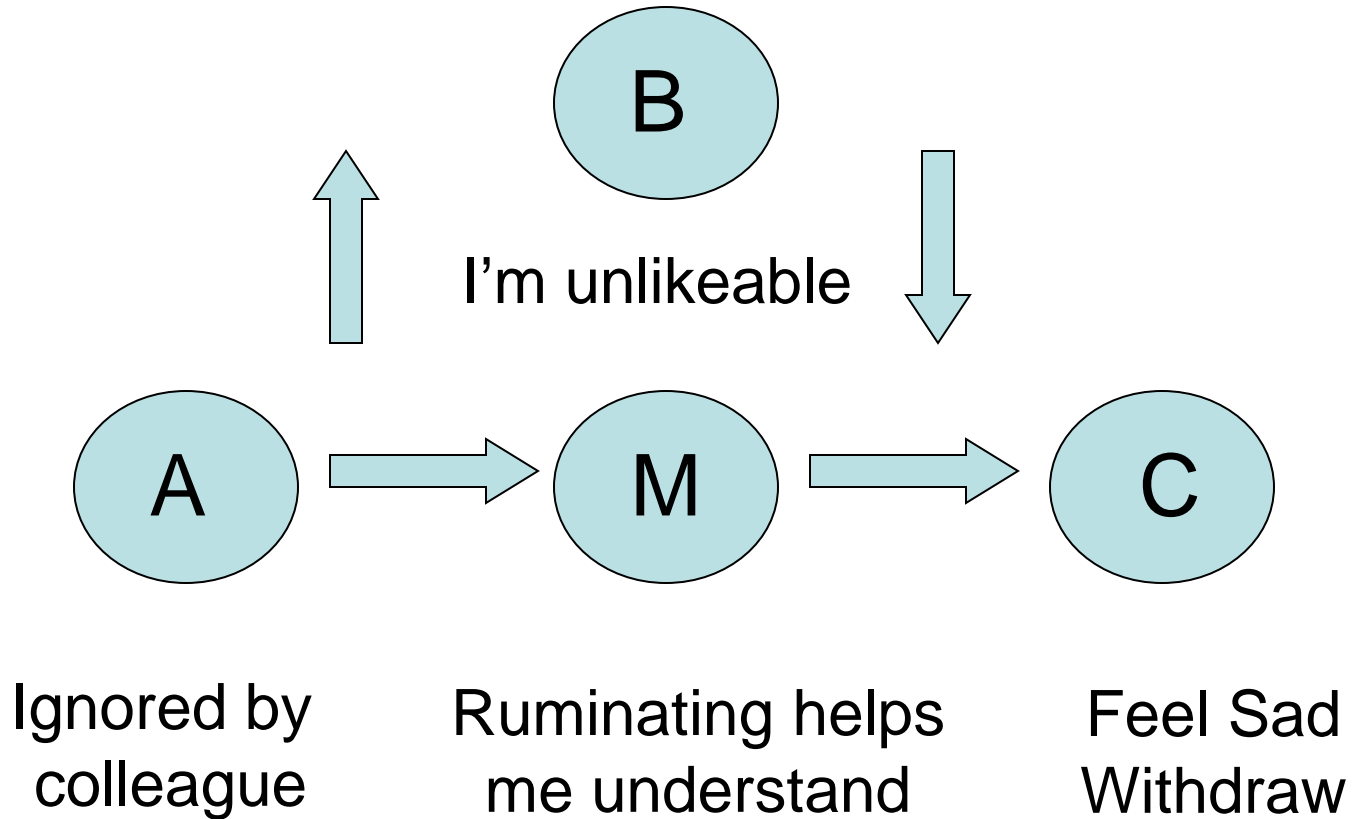 B
I'm unlikeable
A
M
C
Ignored by
colleague
Ruminating helps
me understand
Feel Sad
Withdraw